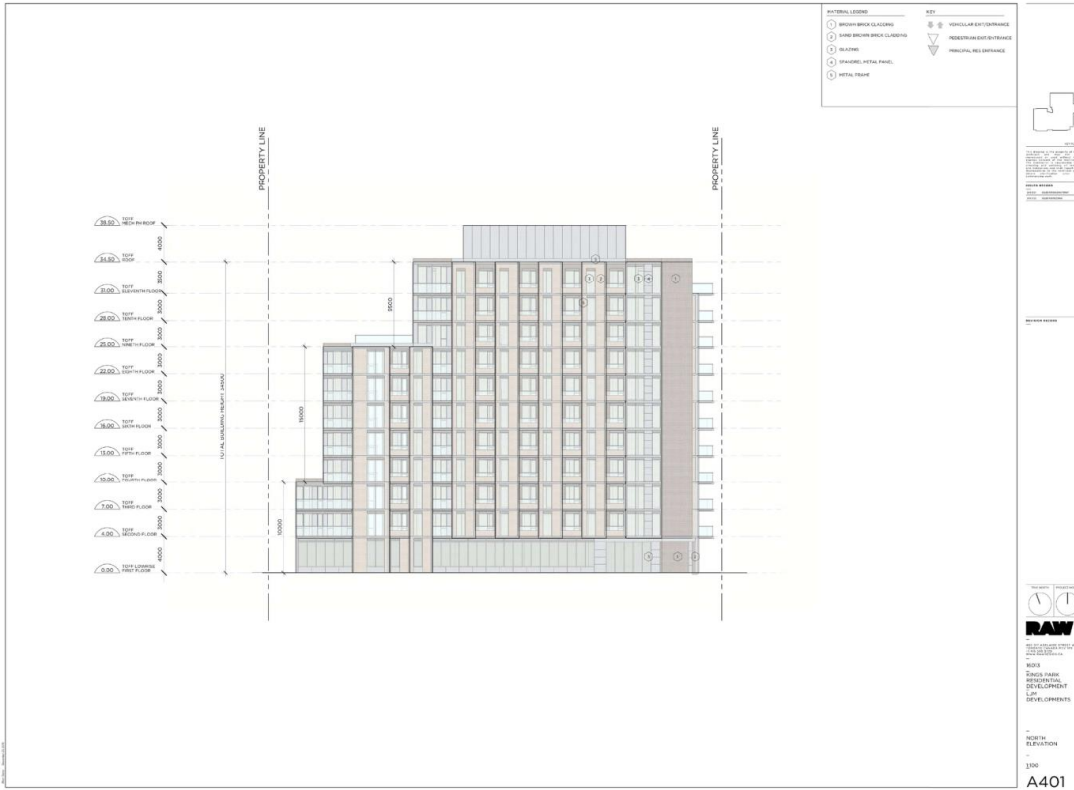 MATERIAL LEGEND
1 BROWN BRICK CLADDING
2 SAND BROWN BRICK CLADDING
3 GLAZING
4 SPANDREL METAL PANEL
5 METAL FRAME
KEY
VEHICULAR EXIT/ENTRANCE
PEDESTRIAN EXIT/ENTRANCE
PRINCIPAL RES ENTRANCE
PROPERTY LINE
PROPERTY LINE
38.50 TOFF MECH PH ROOF
4000
34.50 TOFF ROOF
3500
31.00 TOFF ELEVENTH FLOOR
3000
28.00 TOFF TENTH FLOOR
3000
25.00 TOFF NINETH FLOOR
3000
22.00 TOFF EIGHTH FLOOR
3000
19.00 TOFF SEVENTH FLOOR
3000
16.00 TOFF SIXTH FLOOR
3000
13.00 TOFF FIFTH FLOOR
3000
10.00 TOFF FOURTH FLOOR
3000
7.00 TOFF THIRD FLOOR
3000
4.00 TOFF SECOND FLOOR
4000
0.00 TOFF LOWRISE FIRST FLOOR
TOTAL BUILDING HEIGHT 34500
9500
15000
10000
RAW
16013
KINGS PARK
RESIDENTIAL
DEVELOPMENT
LJM
DEVELOPMENTS
NORTH
ELEVATION
1:100
A401